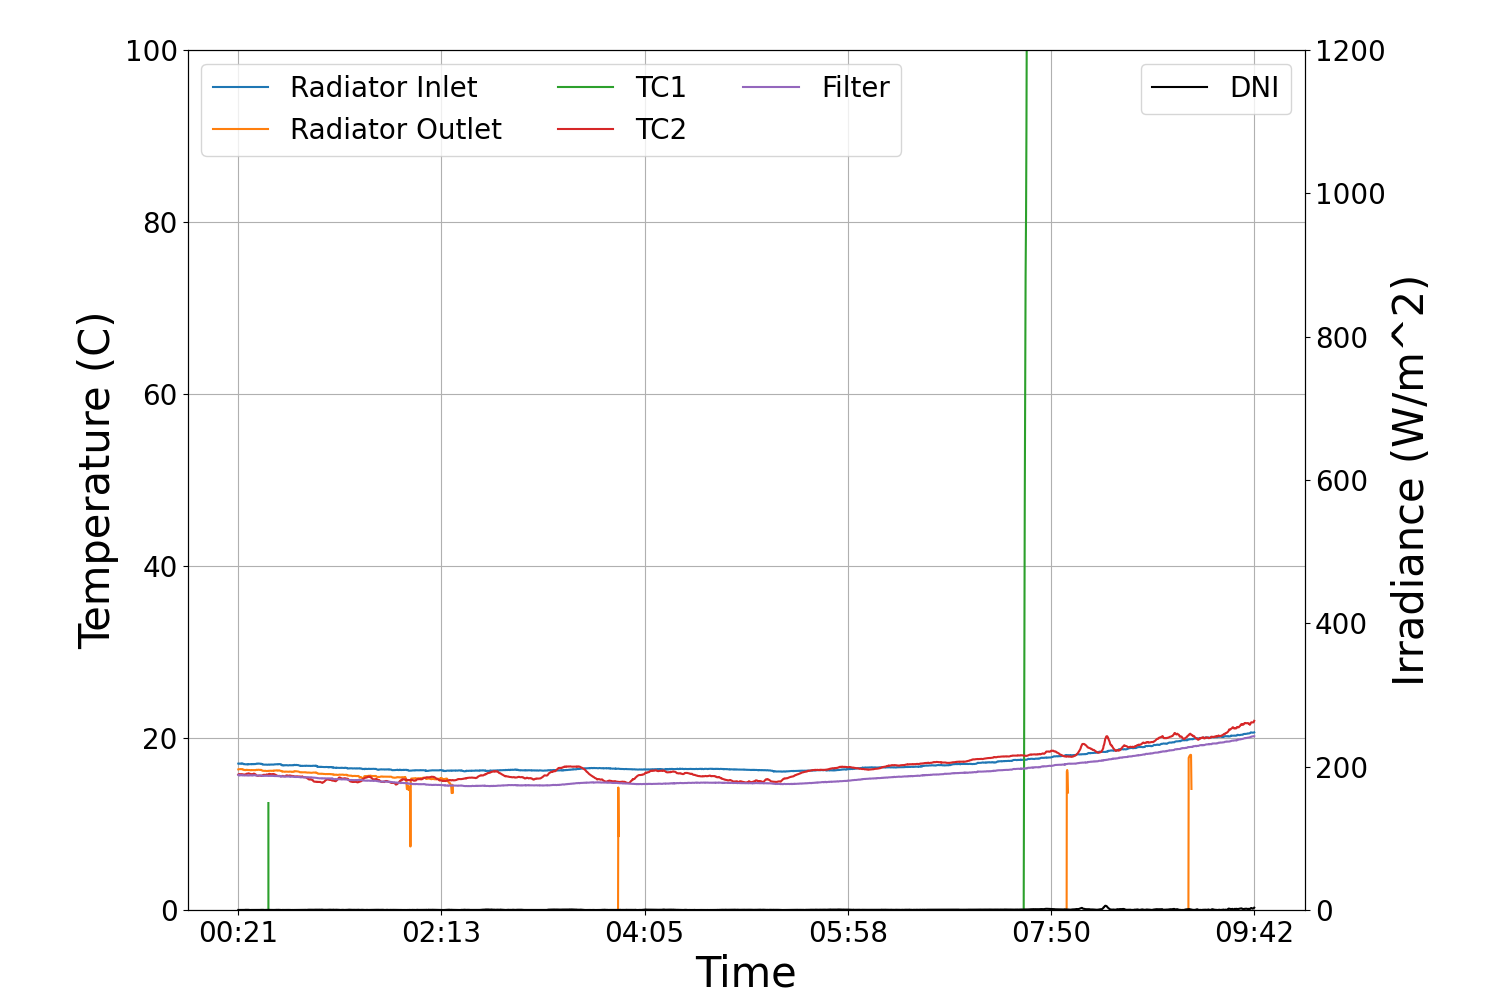 Radiator Inlet
Radiator Outlet
TC1
TC2
Filter
DNI
100
80
60
40
20
0
Temperature (C)
1200
1000
800
600
400
200
0
Irradiance (W/m^2)
00:21 02:13 04:05 05:58 07:50 09:42
Time